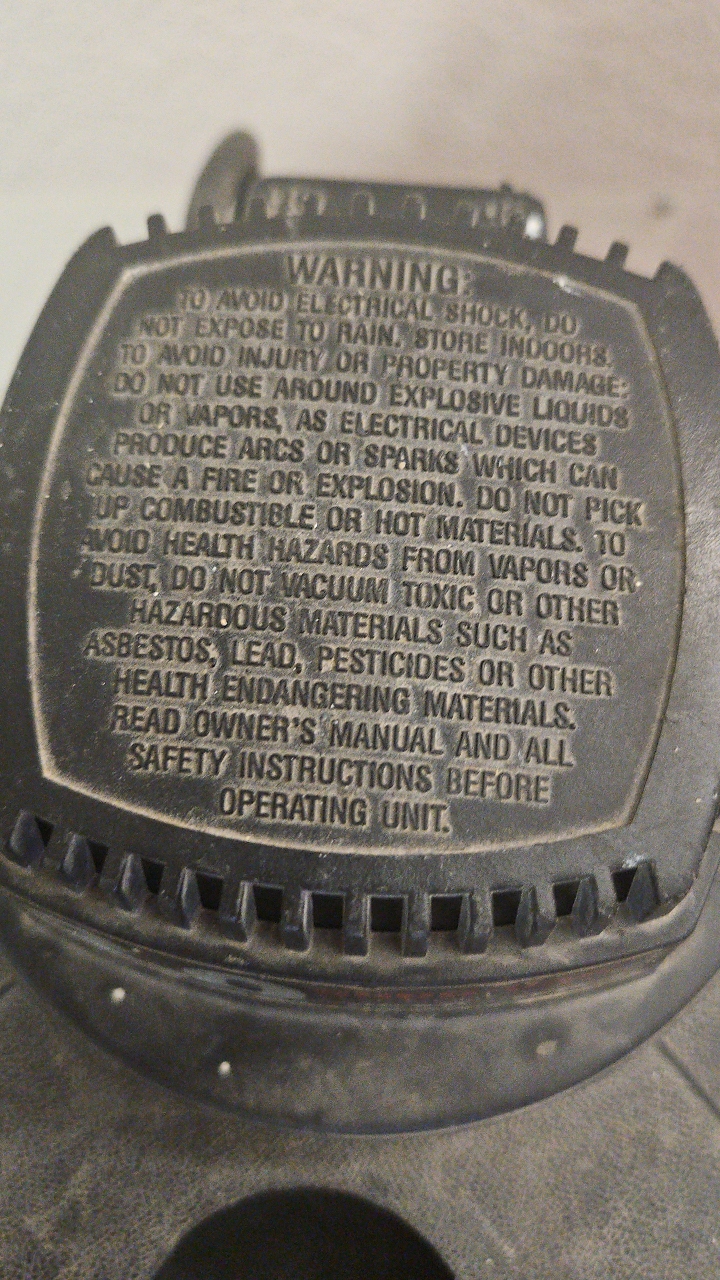 WARNING:
TO AVOID ELECTRICAL SHOCK, DO
NOT EXPOSE TO RAIN. STORE INDOORS.
TO AVOID INJURY OR PROPERTY DAMAGE:
DO NOT USE AROUND EXPLOSIVE LIQUIDS
OR VAPORS, AS ELECTRICAL DEVICES
PRODUCE ARCS OR SPARKS WHICH CAN
CAUSE A FIRE OR EXPLOSION. DO NOT PICK
UP COMBUSTIBLE OR HOT MATERIALS. TO
AVOID HEALTH HAZARDS FROM VAPORS OR
DUST, DO NOT VACUUM TOXIC OR OTHER
HAZARDOUS MATERIALS SUCH AS
ASBESTOS, LEAD, PESTICIDES OR OTHER
HEALTH ENDANGERING MATERIALS.
READ OWNER'S MANUAL AND ALL
SAFETY INSTRUCTIONS BEFORE
OPERATING UNIT.